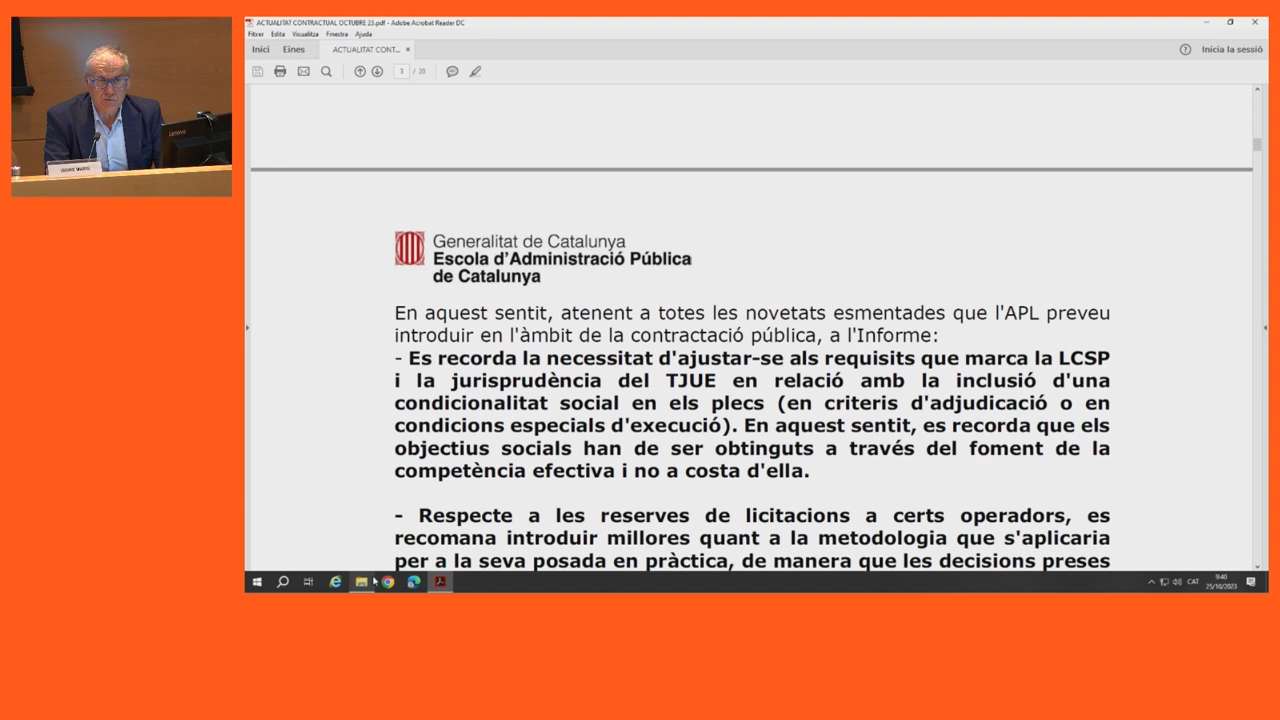 ACTUALITAT CONTRACTUAL OCTUBRE 23.pdf - Adobe Acrobat Reader DC
Fitxer Edita Visualitza Finestra Ajuda
Inici Eines ACTUALITAT CONT... × Inicia la sessió
3 / 20
Lenovo
Generalitat de Catalunya
Escola d'Administració Pública
de Catalunya
En aquest sentit, atenent a totes les novetats esmentades que l'APL preveu
introduir en l'àmbit de la contractació pública, a l'Informe:
- Es recorda la necessitat d'ajustar-se als requisits que marca la LCSP
i la jurisprudència del TJUE en relació amb la inclusió d'una
condicionalitat social en els plecs (en criteris d'adjudicació o en
condicions especials d'execució). En aquest sentit, es recorda que els
objectius socials han de ser obtinguts a través del foment de la
competència efectiva i no a costa d'ella.
- Respecte a les reserves de licitacions a certs operadors, es
recomana introduir millores quant a la metodologia que s'aplicaria
per a la seva posada en pràctica, de manera que les decisions preses
CAT
9:40
25/10/2023